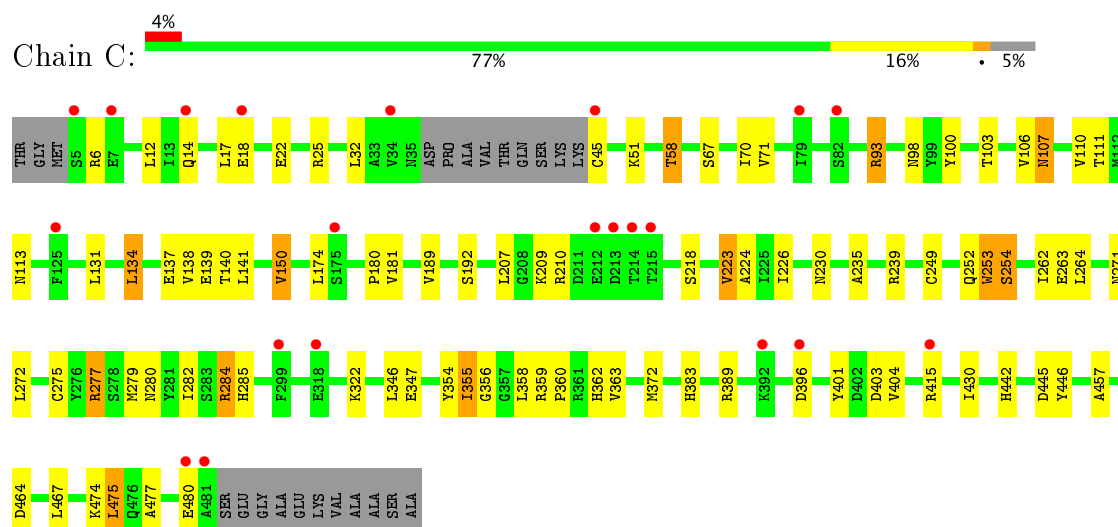 4%
Chain C:
77% 16% • 5%
THR GLY MET S5 R6 E7 L12 I13 Q14 L17 E18 E22 R25 L32 A33 V34 N35 ASP PRO ALA VAL THR GLN SER LYS LYS C45 K51 T58 S67 I70 V71 I79 S82 R93 N98 Y99 Y100 T103 V106 N107 V110 T111 M112
N113 F125 L131 L134 E137 V138 E139 T140 L141 V150 L174 S175 P180 V181 V189 S192 L207 G208 K209 R210 D211 E212 D213 T214 T215 S218 V223 A224 I225 I226 N230 A235 R239 C249 Q252 W253 S254 I262 E263 L264 N271
L272 C275 Y276 R277 S278 M279 N280 Y281 I282 S283 R284 H285 F299 E318 K322 L346 E347 Y354 I355 G356 G357 L358 R359 P360 R361 H362 V363 M372 H383 R389 K392 D396 Y401 D402 D403 V404 R415 I430 H442 D445 Y446 A457
D464 L467 K474 L475 Q476 A477 E480 A481 SER GLU GLY ALA GLU LYS VAL ALA ALA SER ALA